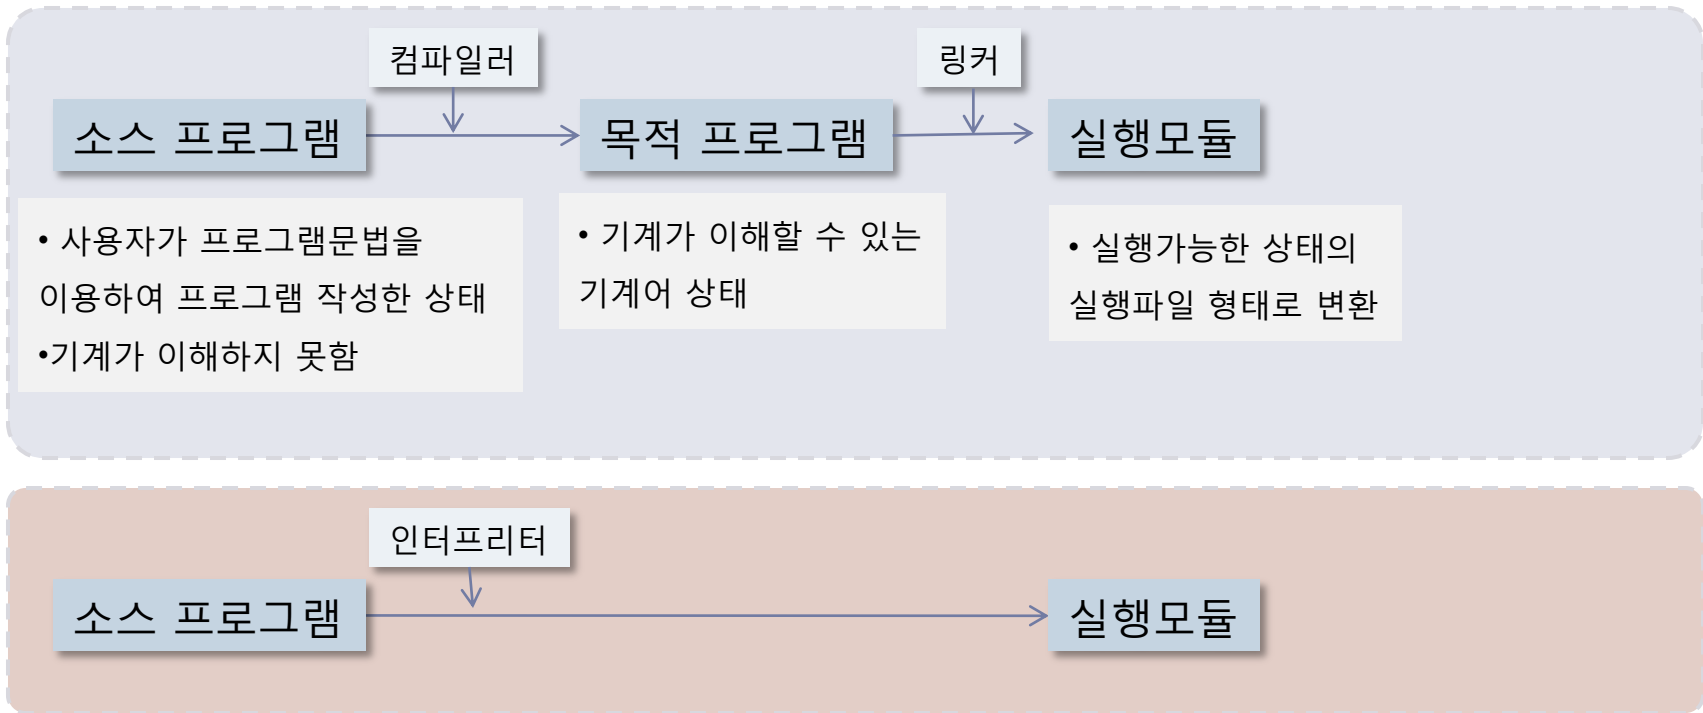 컴파일러
링커
소스 프로그램
목적 프로그램
실행모듈
• 사용자가 프로그램문법을
이용하여 프로그램 작성한 상태
•기계가 이해하지 못함
• 기계가 이해할 수 있는
기계어 상태
• 실행가능한 상태의
실행파일 형태로 변환
인터프리터
소스 프로그램
실행모듈